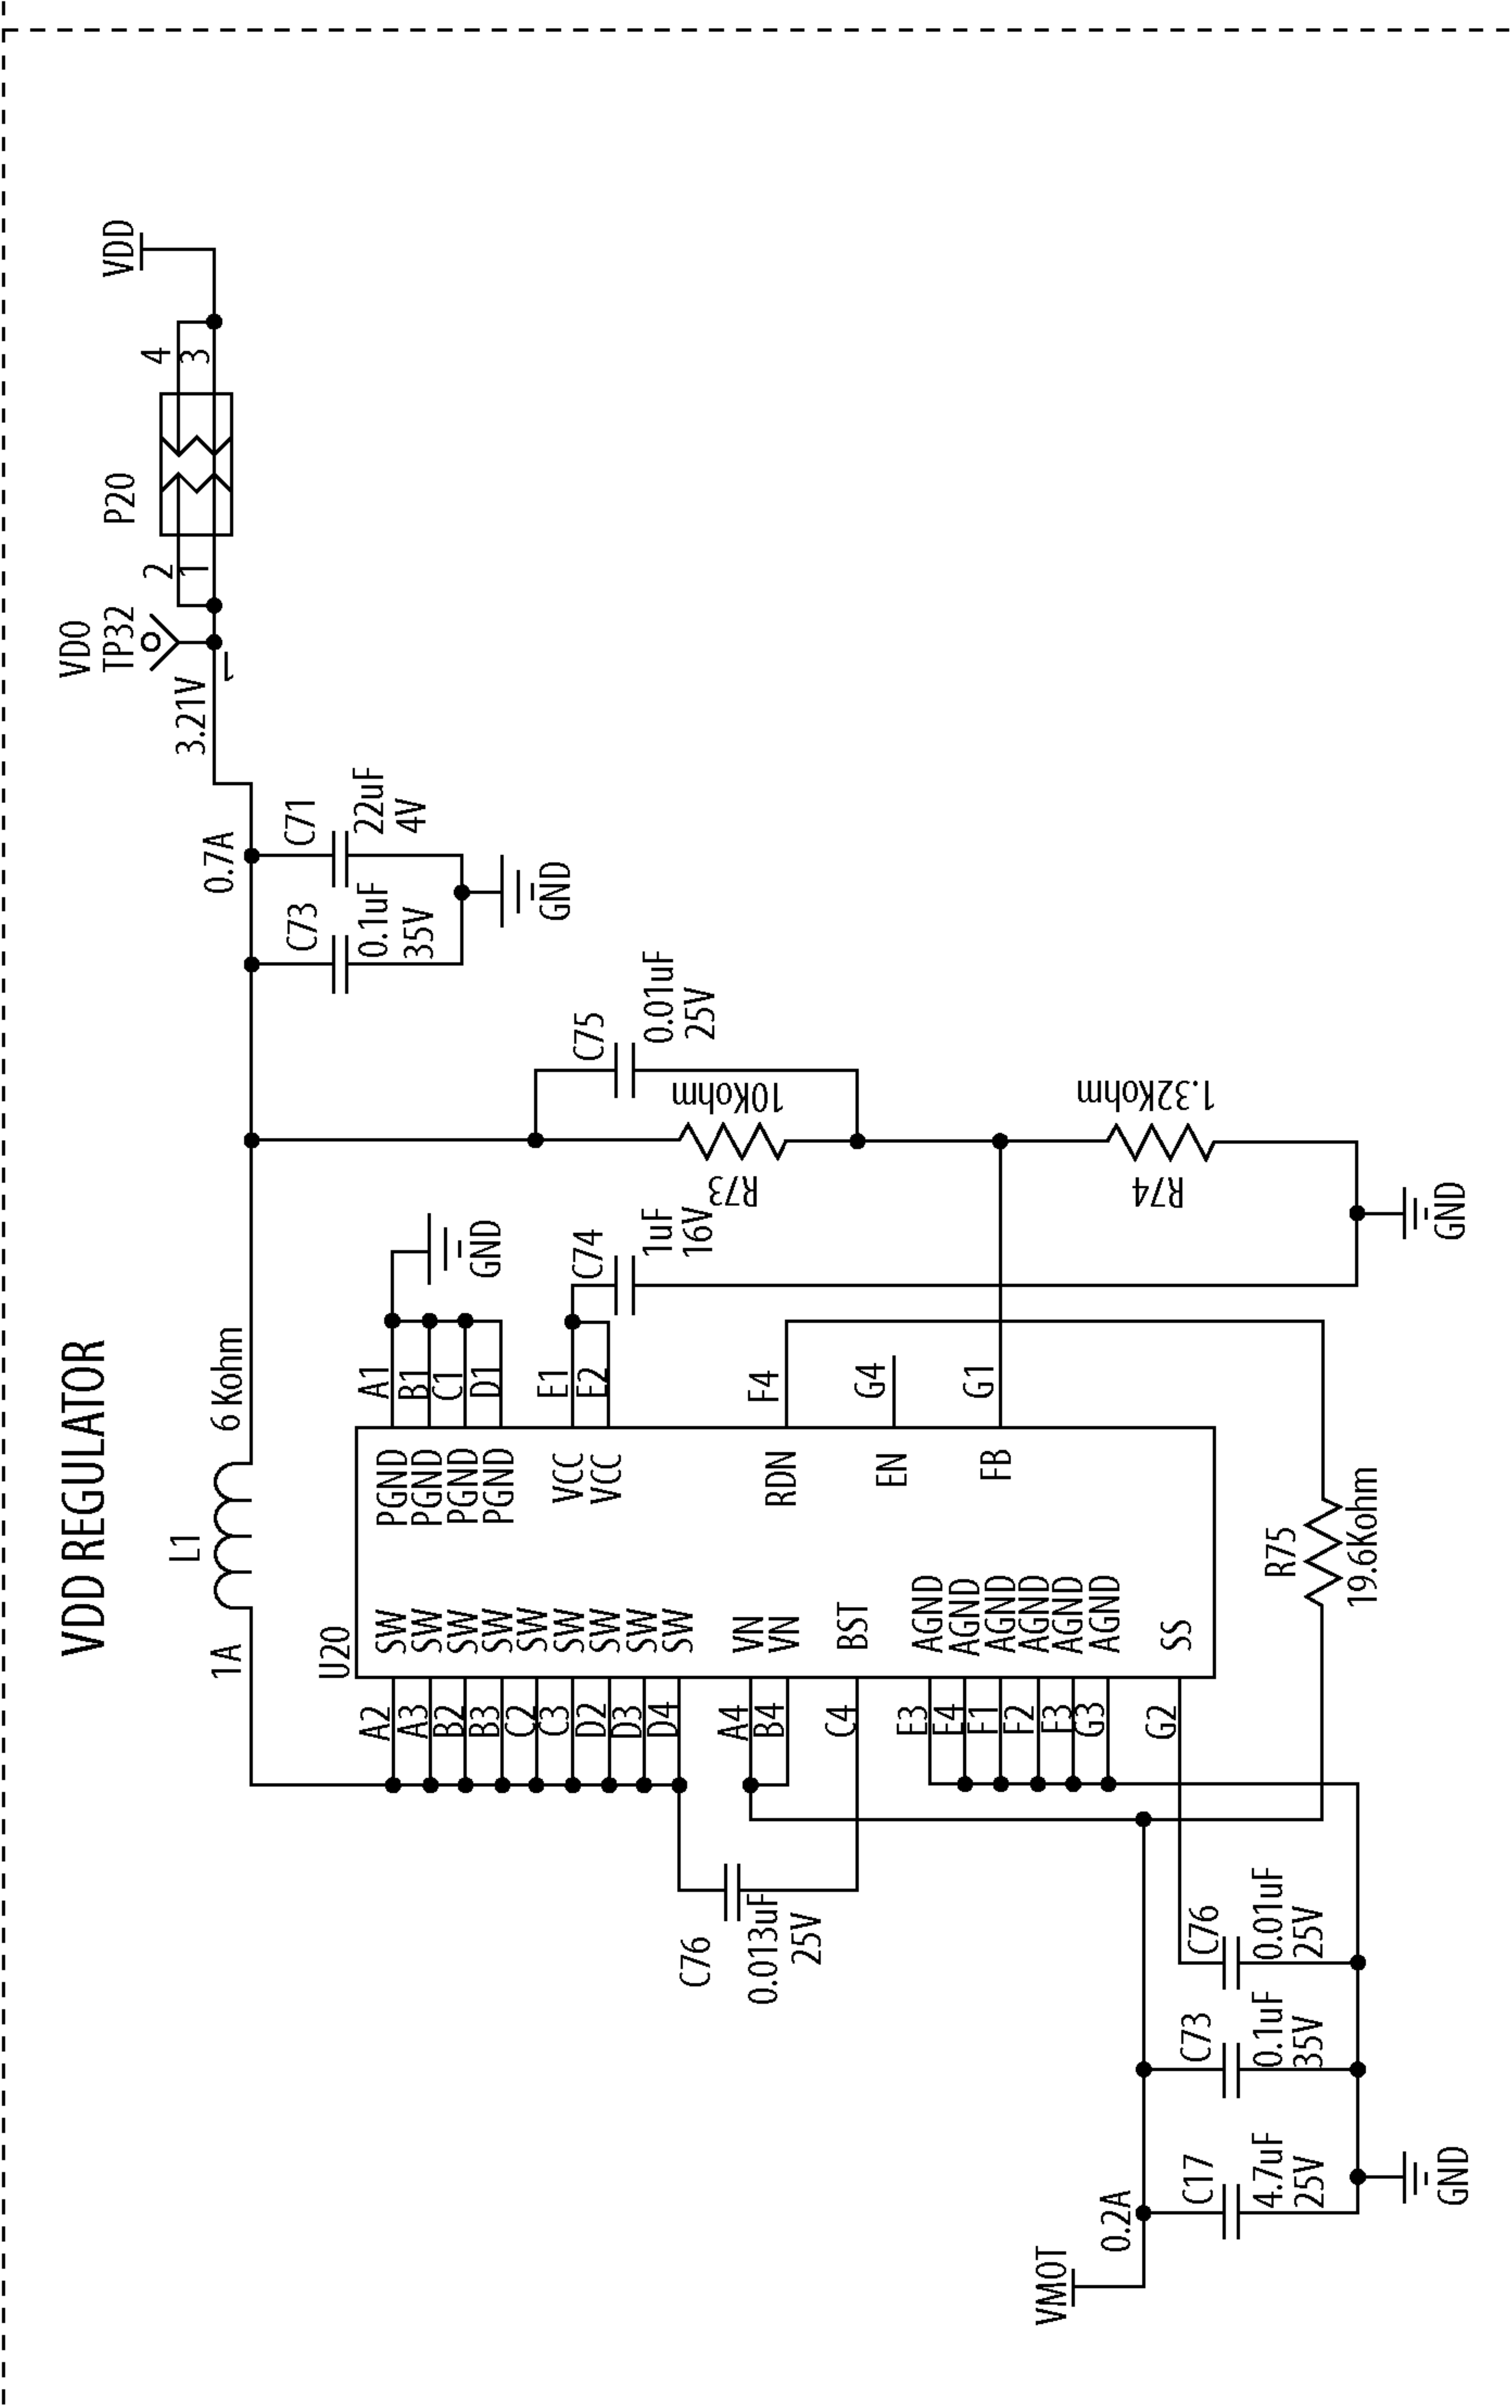 VDD REGULATOR
VMOT
0.2A
C17
4.7uF
25V
GND
C73
0.1uF
35V
C76
0.01uF
25V
C76
0.013uF
25V
1A
L1
6 Kohm
U20
A2
A3
B2
B3
C2
C3
D2
D3
D4
A4
B4
C4
E3
E4
F1
F2
F3
G3
G2
SW
SW
SW
SW
SW
SW
SW
SW
SW
VN
VN
BST
AGND
AGND
AGND
AGND
AGND
AGND
SS
PGND
PGND
PGND
PGND
VCC
VCC
RDN
EN
FB
A1
B1
C1
D1
E1
E2
F4
G4
G1
GND
R75
19.6Kohm
C74
1uF
16V
R73
10Kohm
C75
0.01uF
25V
R74
1.32Kohm
GND
C73
0.1uF
35V
0.7A
C71
22uF
4V
GND
3.21V
VDO
TP32
1
2
1
P20
4
3
VDD